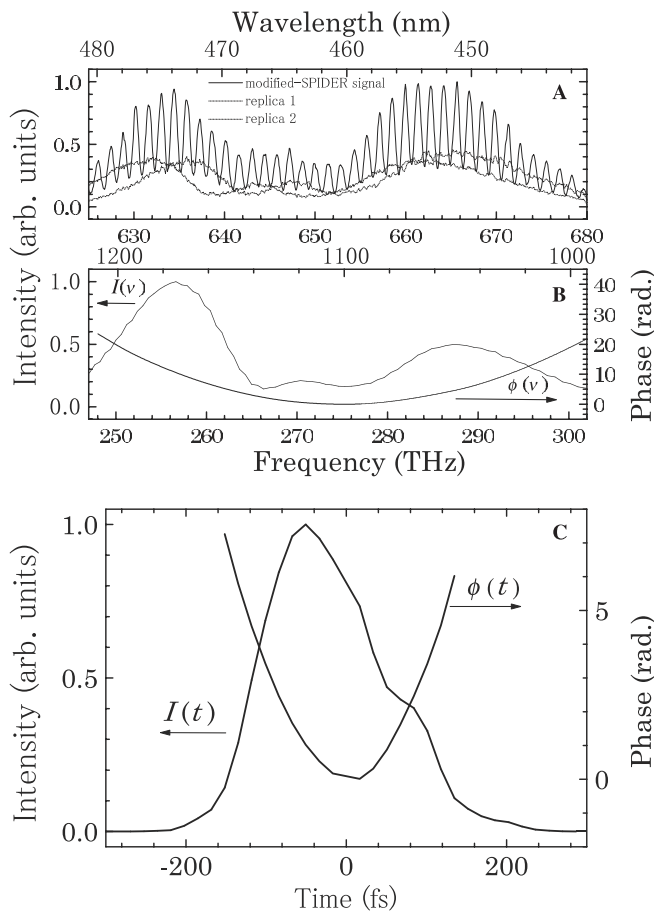 Wavelength (nm)
480 470 460 450
modified-SPIDER signal
replica 1
replica 2
A
1.0
0.5
0.0
630 640 650 660 670 680
1200 1100 1000
Intensity (arb. units)
I(ν)
B
1.0
0.5
0.0
40
30
20
10
0
ϕ(ν)
Phase (rad.)
250 260 270 280 290 300
Frequency (THz)
C
1.0
0.5
0.0
Intensity (arb. units)
I(t)
ϕ(t)
5
0
Phase (rad.)
-200 0 200
Time (fs)